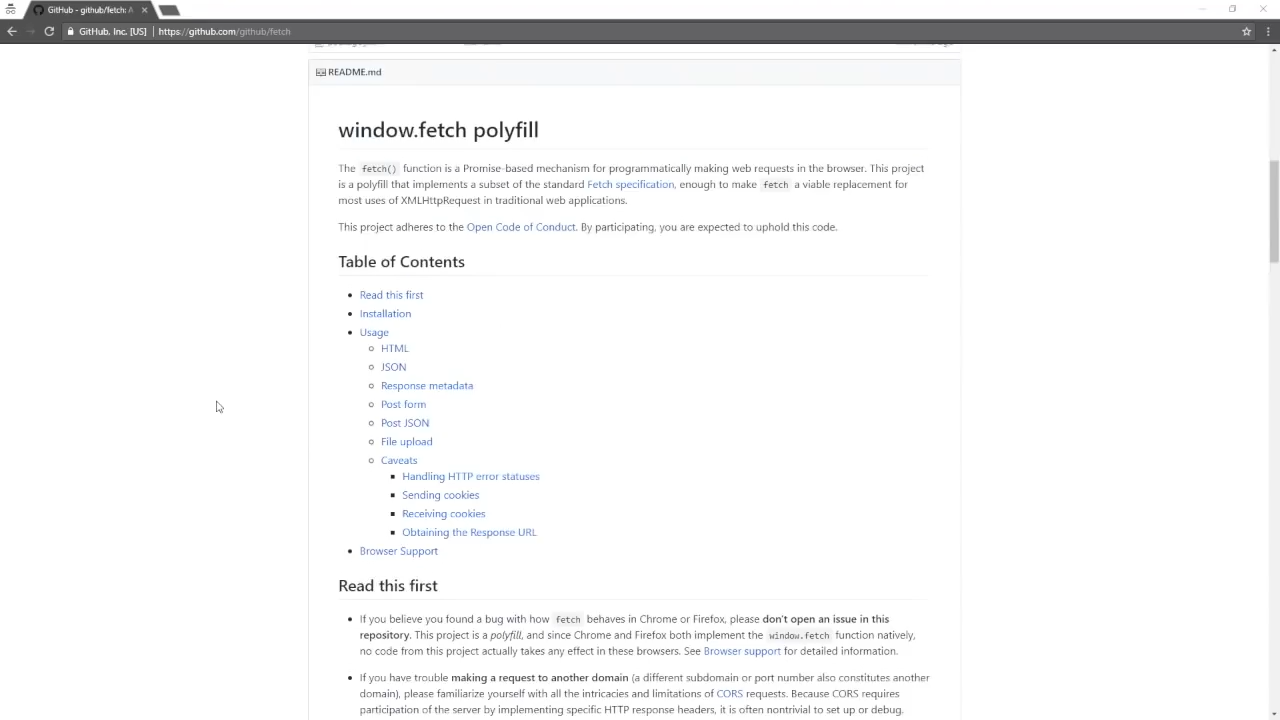 GitHub - github/fetch: A
GitHub, Inc. [US] https://github.com/github/fetch
README.md
window.fetch polyfill
The fetch() function is a Promise-based mechanism for programmatically making web requests in the browser. This project
is a polyfill that implements a subset of the standard Fetch specification, enough to make fetch a viable replacement for
most uses of XMLHttpRequest in traditional web applications.
This project adheres to the Open Code of Conduct. By participating, you are expected to uphold this code.
Table of Contents
Read this first
Installation
Usage
HTML
JSON
Response metadata
Post form
Post JSON
File upload
Caveats
Handling HTTP error statuses
Sending cookies
Receiving cookies
Obtaining the Response URL
Browser Support
Read this first
If you believe you found a bug with how fetch behaves in Chrome or Firefox, please don't open an issue in this
repository. This project is a polyfill, and since Chrome and Firefox both implement the window.fetch function natively,
no code from this project actually takes any effect in these browsers. See Browser support for detailed information.
If you have trouble making a request to another domain (a different subdomain or port number also constitutes another
domain), please familiarize yourself with all the intricacies and limitations of CORS requests. Because CORS requires
participation of the server by implementing specific HTTP response headers, it is often nontrivial to set up or debug.